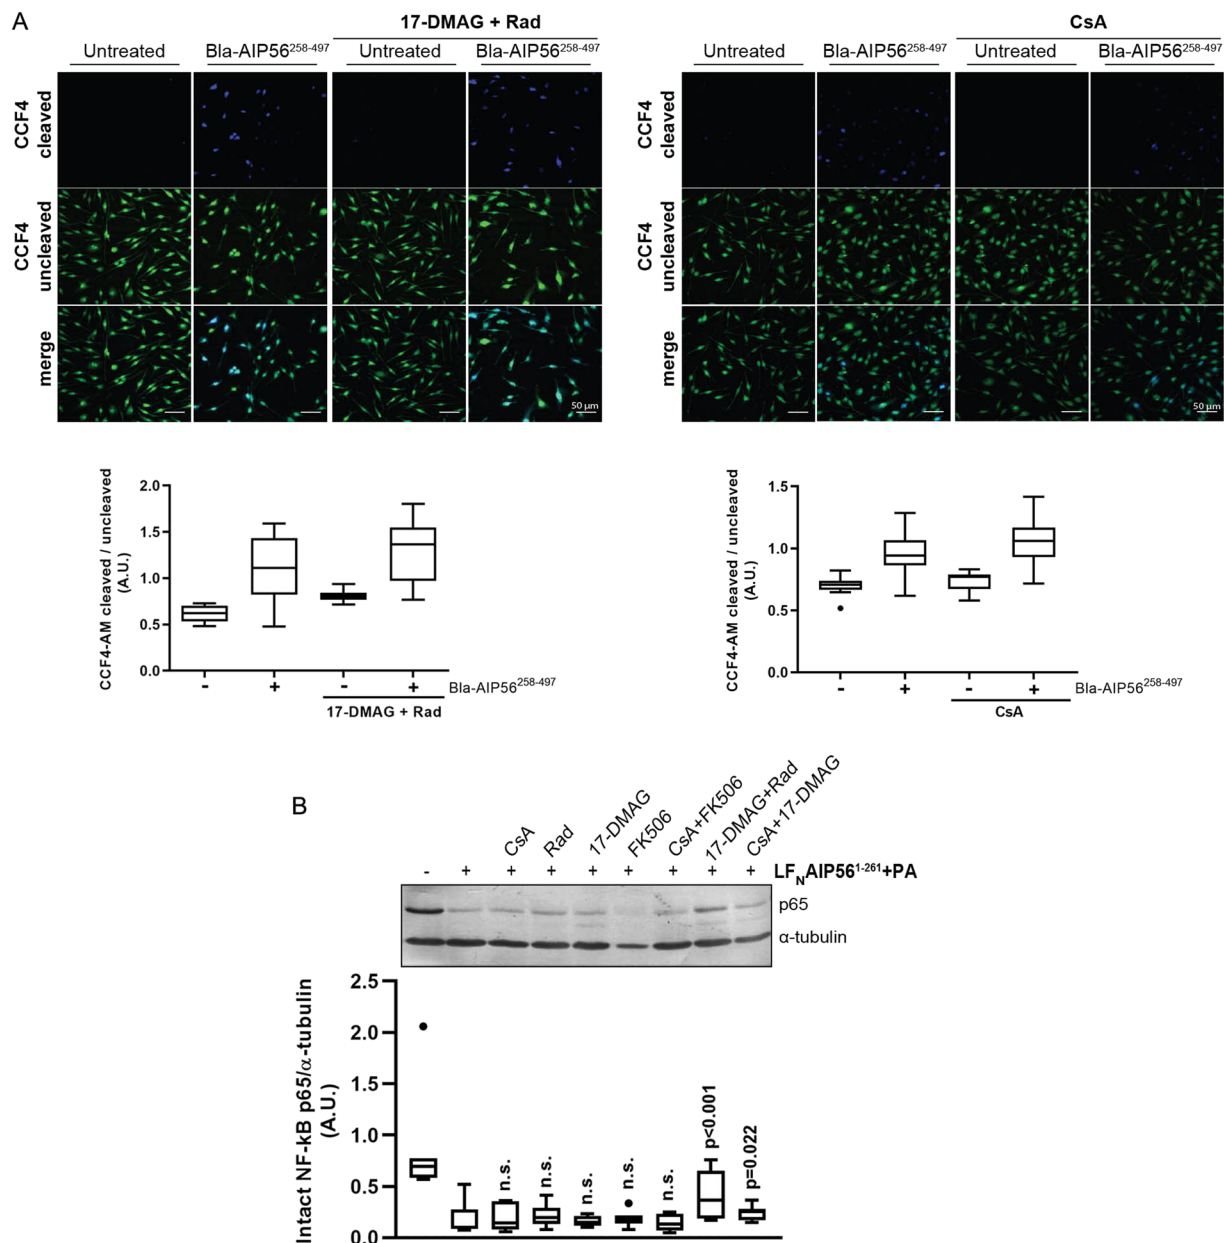 A
17-DMAG + Rad
Untreated
Bla-AIP56258-497
Untreated
Bla-AIP56258-497
CCF4 cleaved
CCF4 uncleaved
merge
50 µm
CsA
Untreated
Bla-AIP56258-497
Untreated
Bla-AIP56258-497
CCF4 cleaved
CCF4 uncleaved
merge
50 µm
CCF4-AM cleaved / uncleaved
(A.U.)
2.0
1.5
1.0
0.5
0.0
- + - + Bla-AIP56258-497
17-DMAG + Rad
CCF4-AM cleaved / uncleaved
(A.U.)
1.5
1.0
0.5
0.0
- + - + Bla-AIP56258-497
CsA
B
CsA
Rad
17-DMAG
FK506
CsA+FK506
17-DMAG+Rad
CsA+17-DMAG
- + + + + + + + + LFNAIP561-261+PA
p65
α-tubulin
Intact NF-kB p65/α-tubulin
(A.U.)
2.5
2.0
1.5
1.0
0.5
0.0
n.s.
n.s.
n.s.
n.s.
n.s.
p<0.001
p=0.022